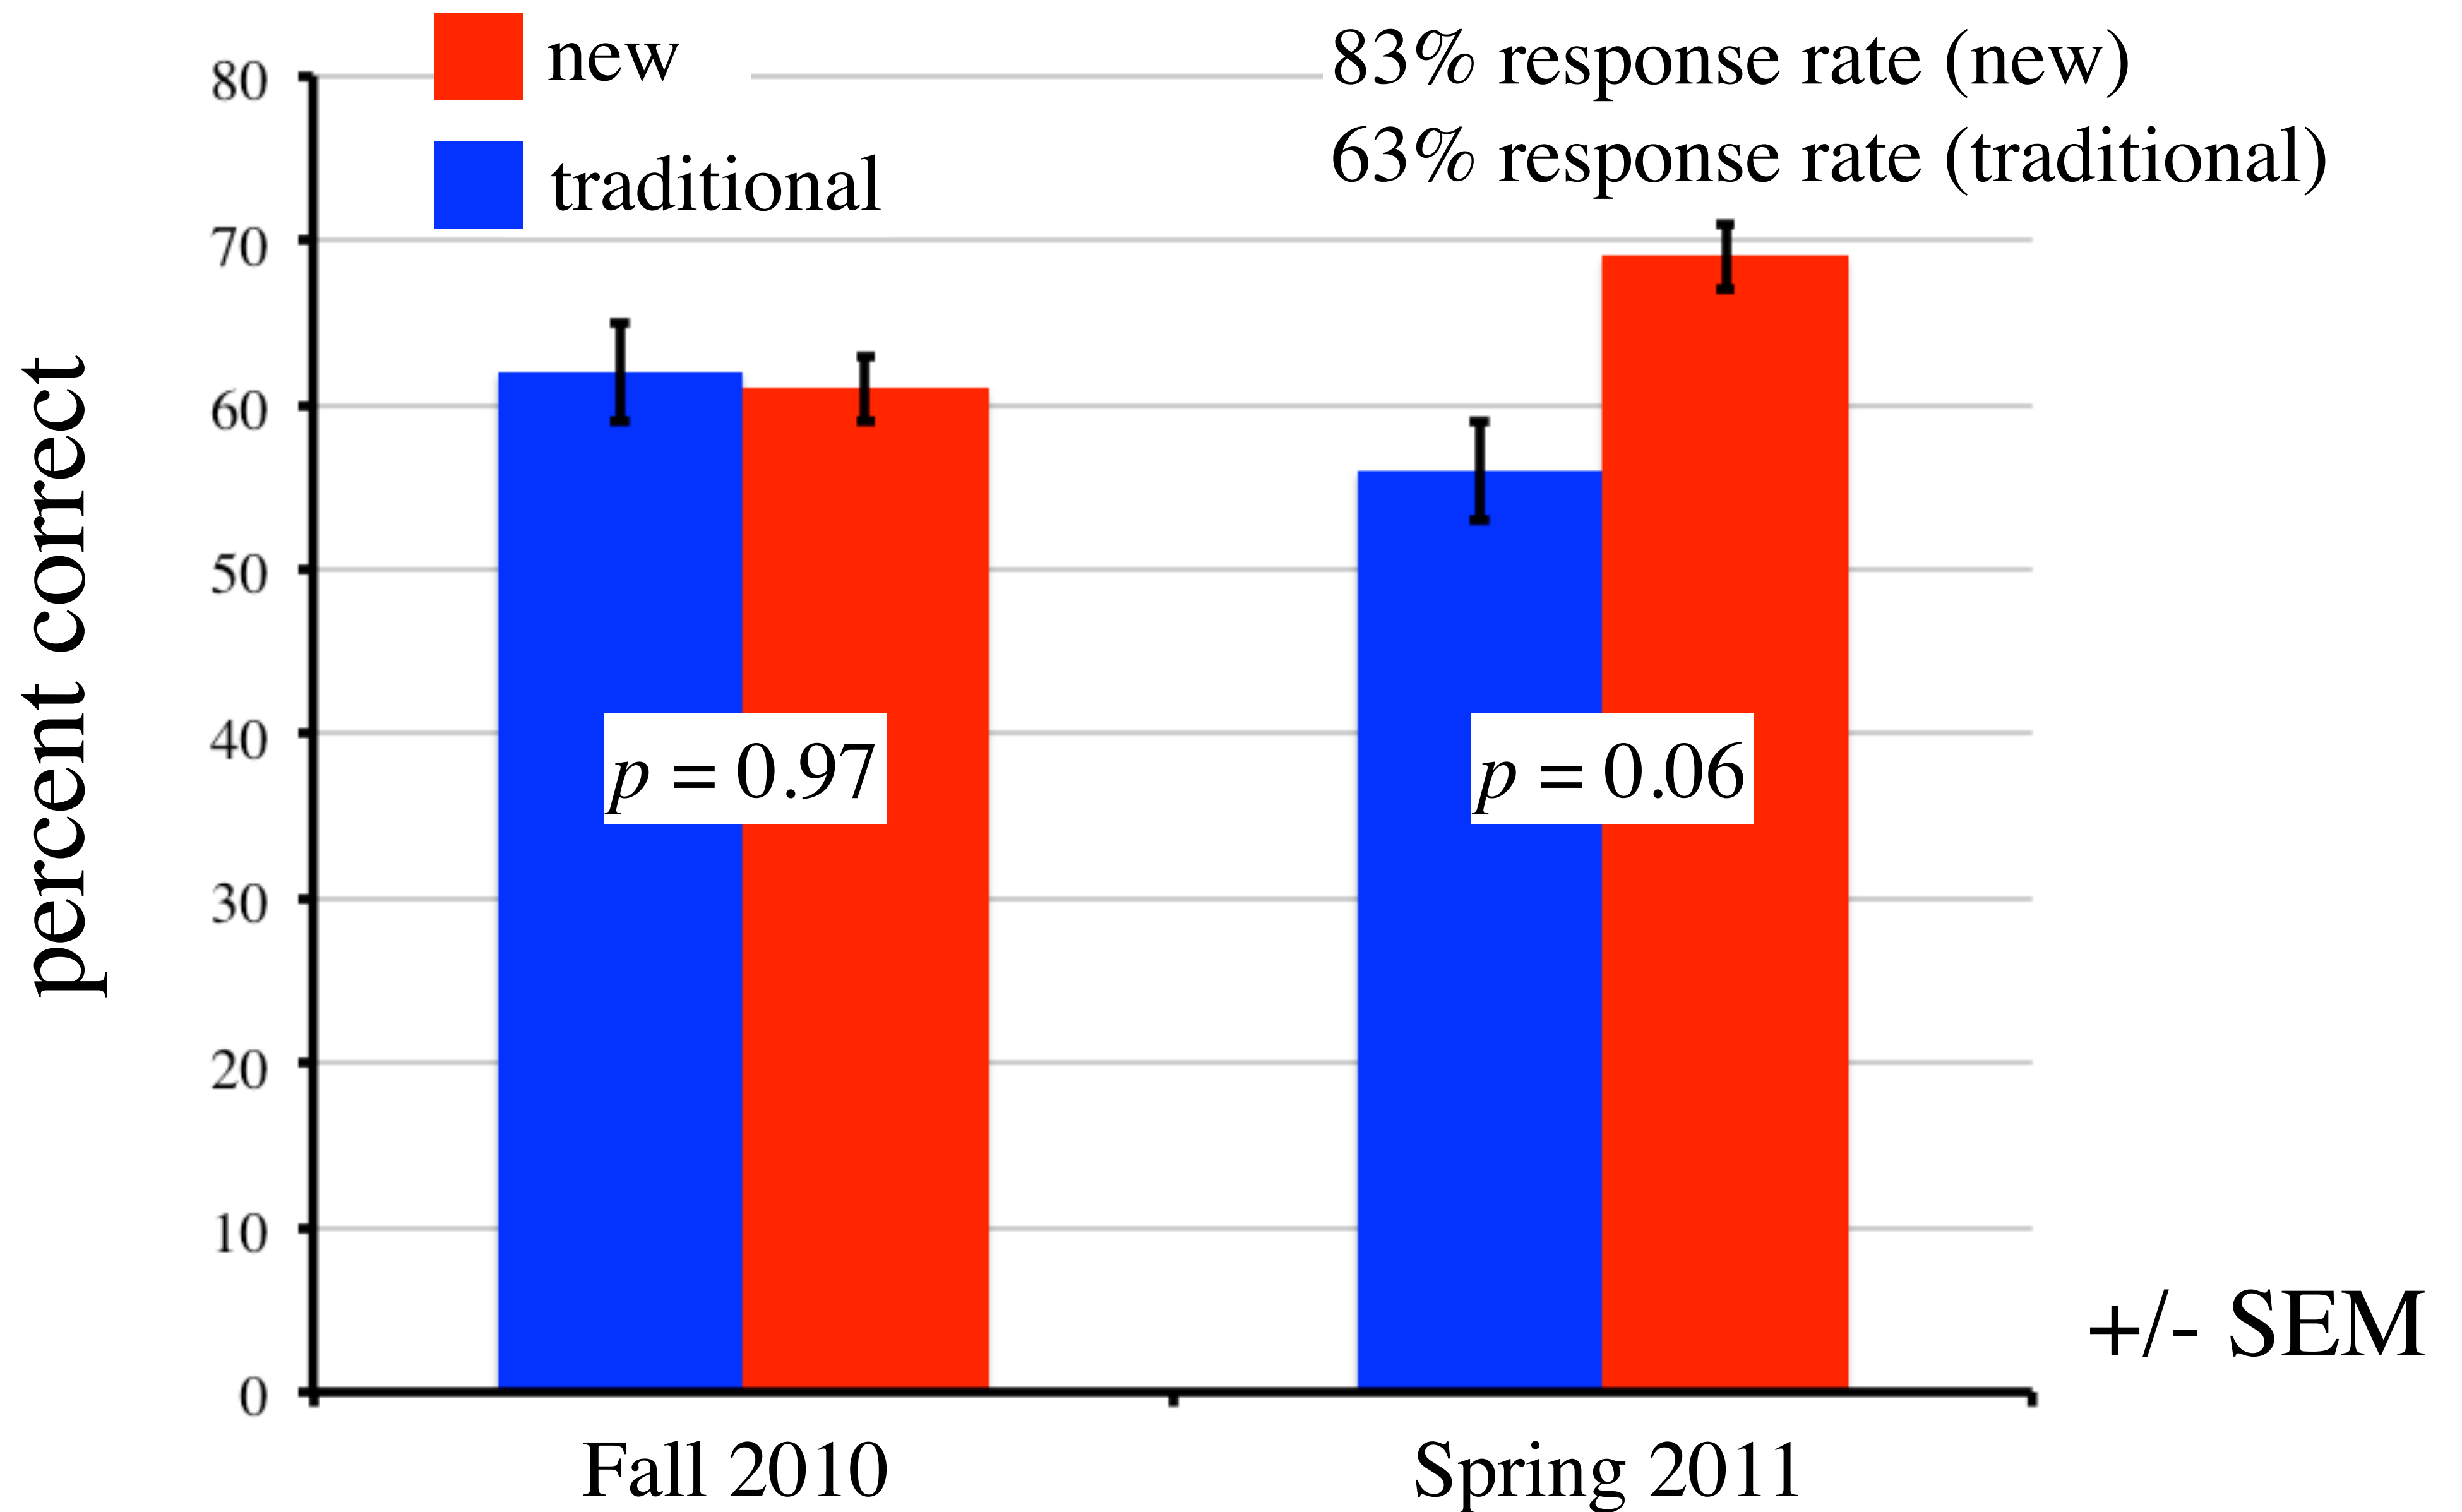 new
traditional
83% response rate (new)
63% response rate (traditional)
percent correct
80
70
60
50
40
30
20
10
0
p = 0.97
p = 0.06
+/- SEM
Fall 2010
Spring 2011